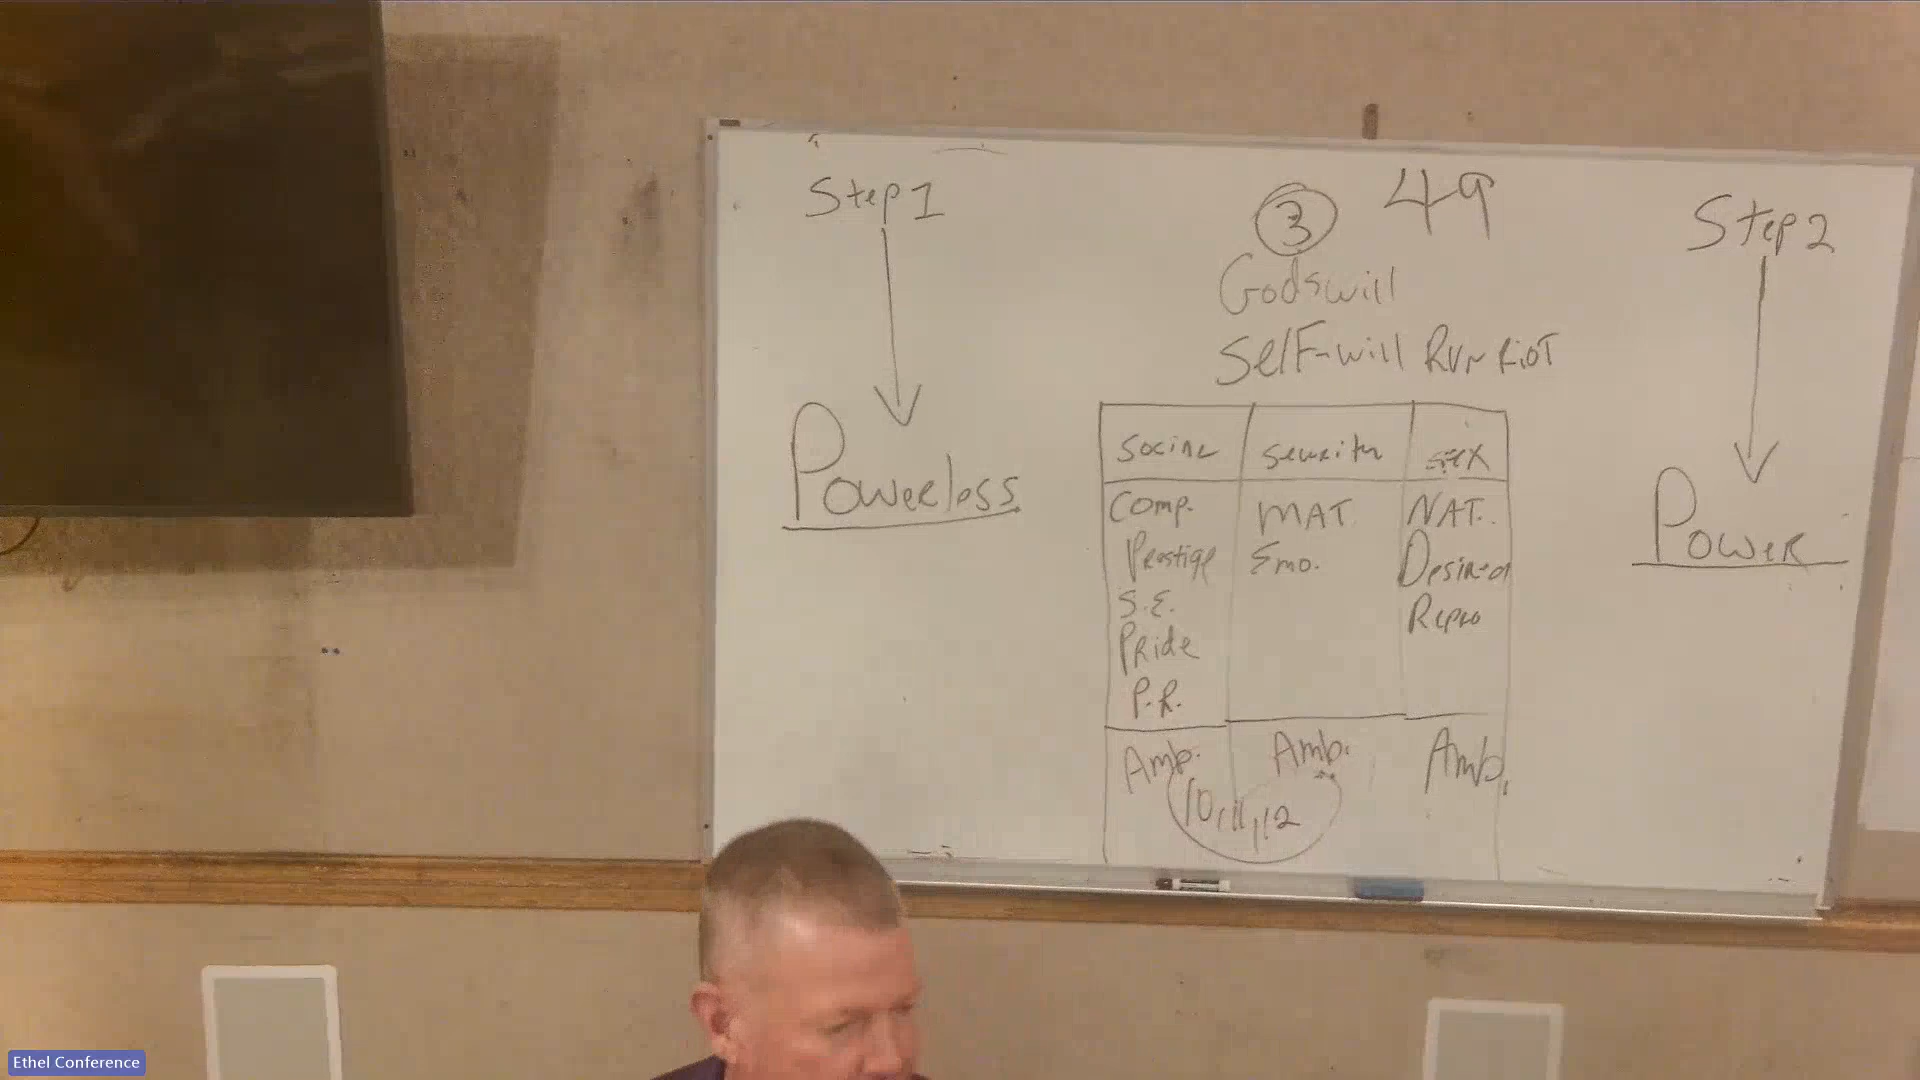 Step 1
Powerless
3 49
Godswill
Self-will Run Riot
Social Security Sex
Comp. MAT. NAT.
Prestige Emo. Desired
S.E. Repro
Pride
P.R.
Amb. Amb. Amb.
10, 11, 12
Step 2
Power
Ethel Conference